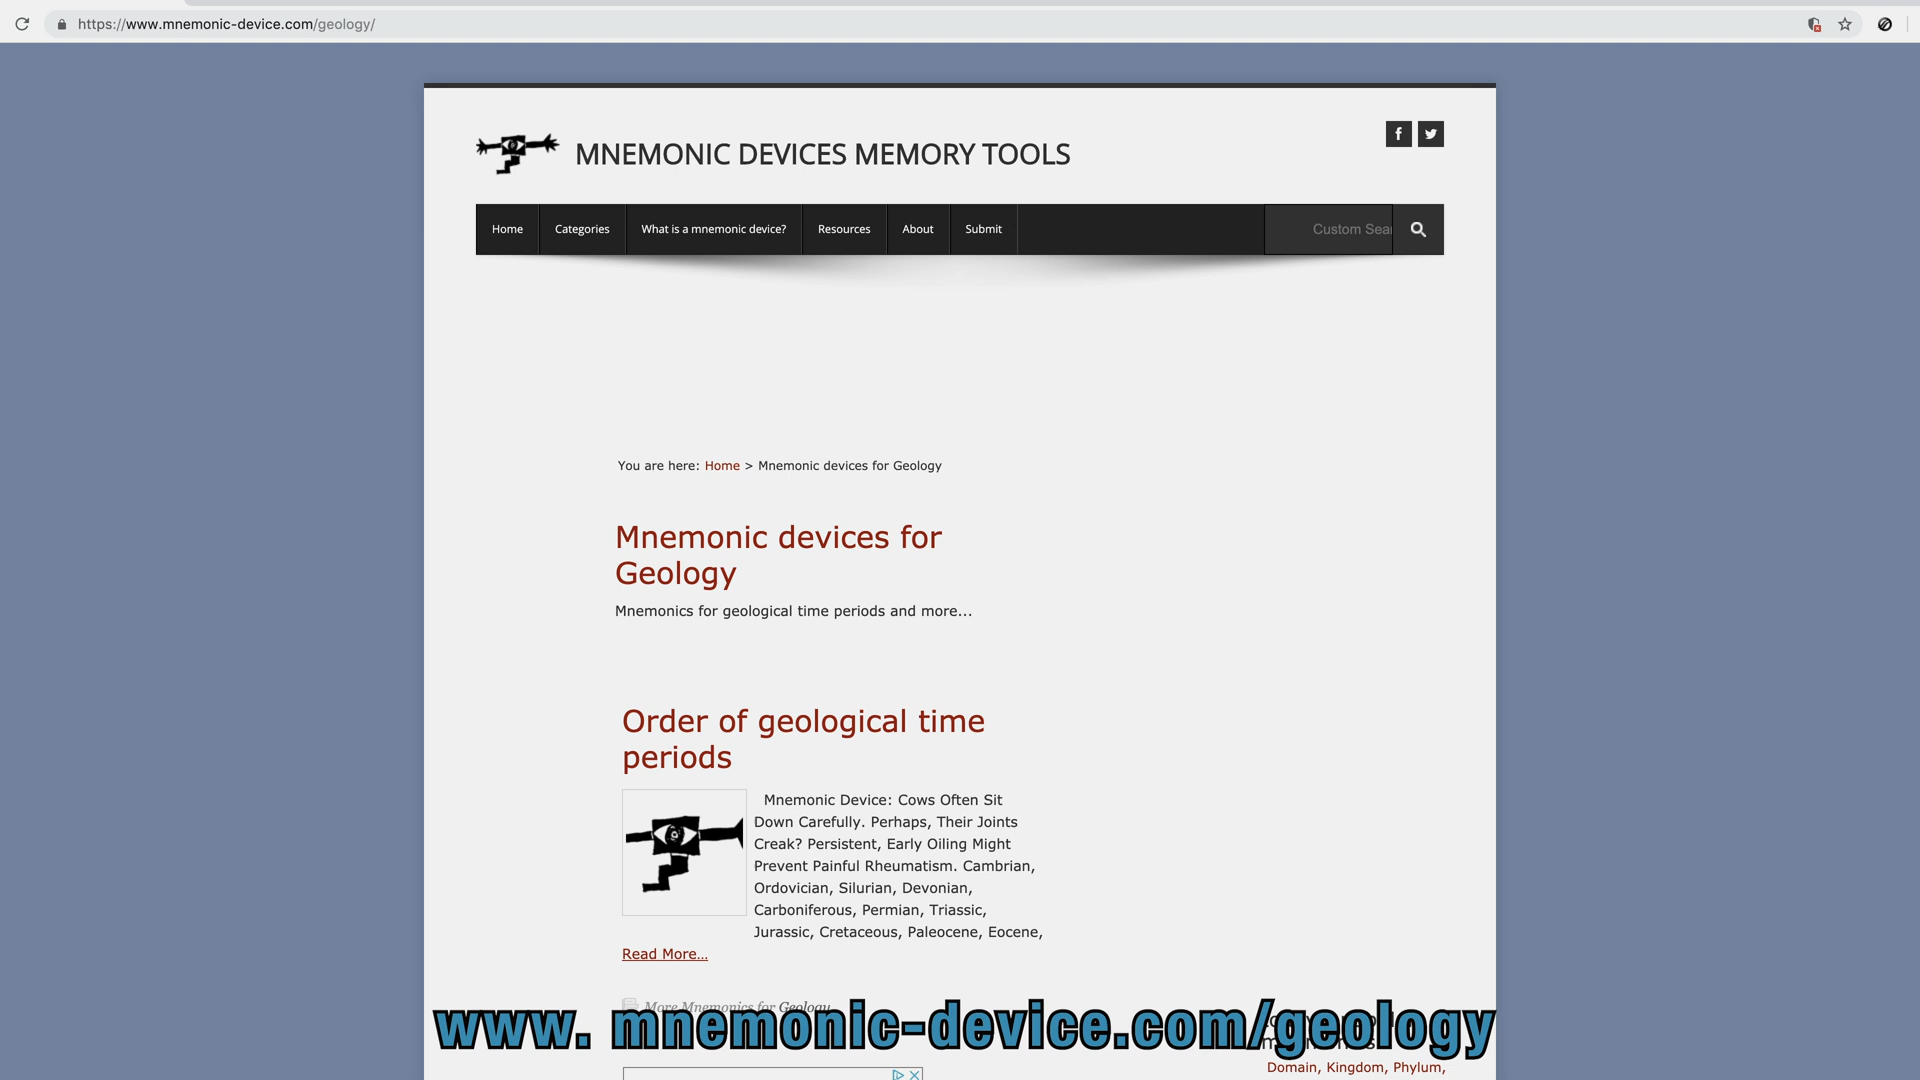 https://www.mnemonic-device.com/geology/
MNEMONIC DEVICES MEMORY TOOLS
Home Categories What is a mnemonic device? Resources About Submit Custom Sear
You are here: Home > Mnemonic devices for Geology
Mnemonic devices for
Geology
Mnemonics for geological time periods and more...
Order of geological time
periods
Mnemonic Device: Cows Often Sit
Down Carefully. Perhaps, Their Joints
Creak? Persistent, Early Oiling Might
Prevent Painful Rheumatism. Cambrian,
Ordovician, Silurian, Devonian,
Carboniferous, Permian, Triassic,
Jurassic, Cretaceous, Paleocene, Eocene,
Read More...
More Mnemonics for Geology
www. mnemonic-device.com/geology
Domain, Kingdom, Phylum,